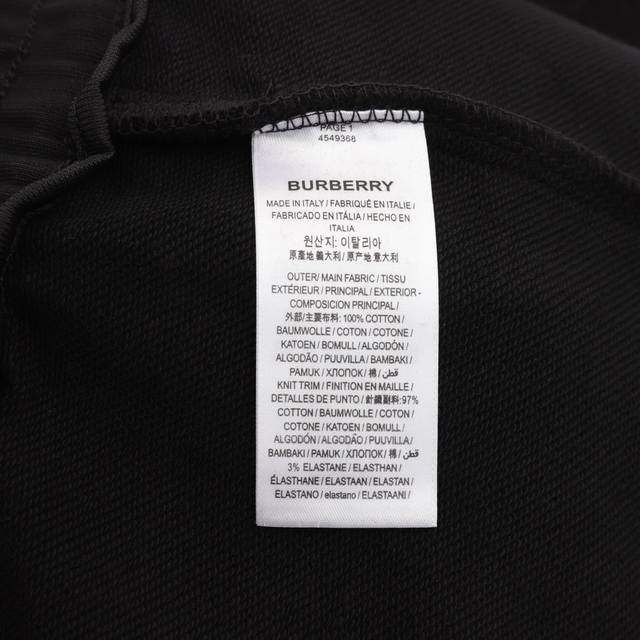 PAGE 1
4549368
BURBERRY
MADE IN ITALY / FABRIQUÉ EN ITALIE /
FABRICADO EN ITÁLIA / HECHO EN
ITALIA
원산지: 이탈리아
原產地 義大利 / 原产地 意大利
OUTER/ MAIN FABRIC / TISSU
EXTÉRIEUR / PRINCIPAL / EXTERIOR -
COMPOSICION PRINCIPAL /
外部/主要布料: 100% COTTON /
BAUMWOLLE / COTON / COTONE /
KATOEN / BOMULL / ALGODÓN /
ALGODÃO / PUUVILLA / BAMBAKI /
PAMUK / ХЛОПОК / 棉 / قطن /
KNIT TRIM / FINITION EN MAILLE /
DETALLES DE PUNTO / 針織副料: 97%
COTTON / BAUMWOLLE / COTON /
COTONE / KATOEN / BOMULL /
ALGODÓN / ALGODÃO / PUUVILLA /
BAMBAKI / PAMUK / ХЛОПОК / 棉 / قطن /
3% ELASTANE / ELASTHAN /
ÉLASTHANNE / ELASTAAN / ELASTAN /
ELASTANO / elastano / ELASTAANI /